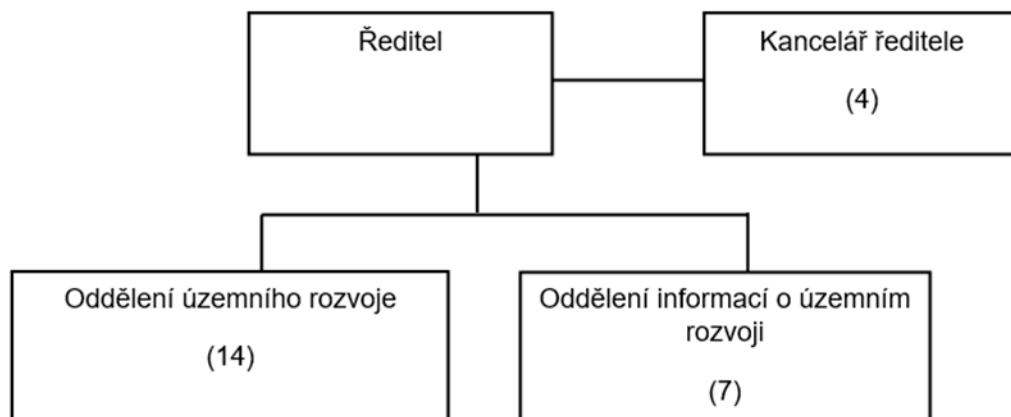 Ředitel
Kancelář ředitele
(4)
Oddělení územního rozvoje
(14)
Oddělení informací o územním
rozvoji
(7)